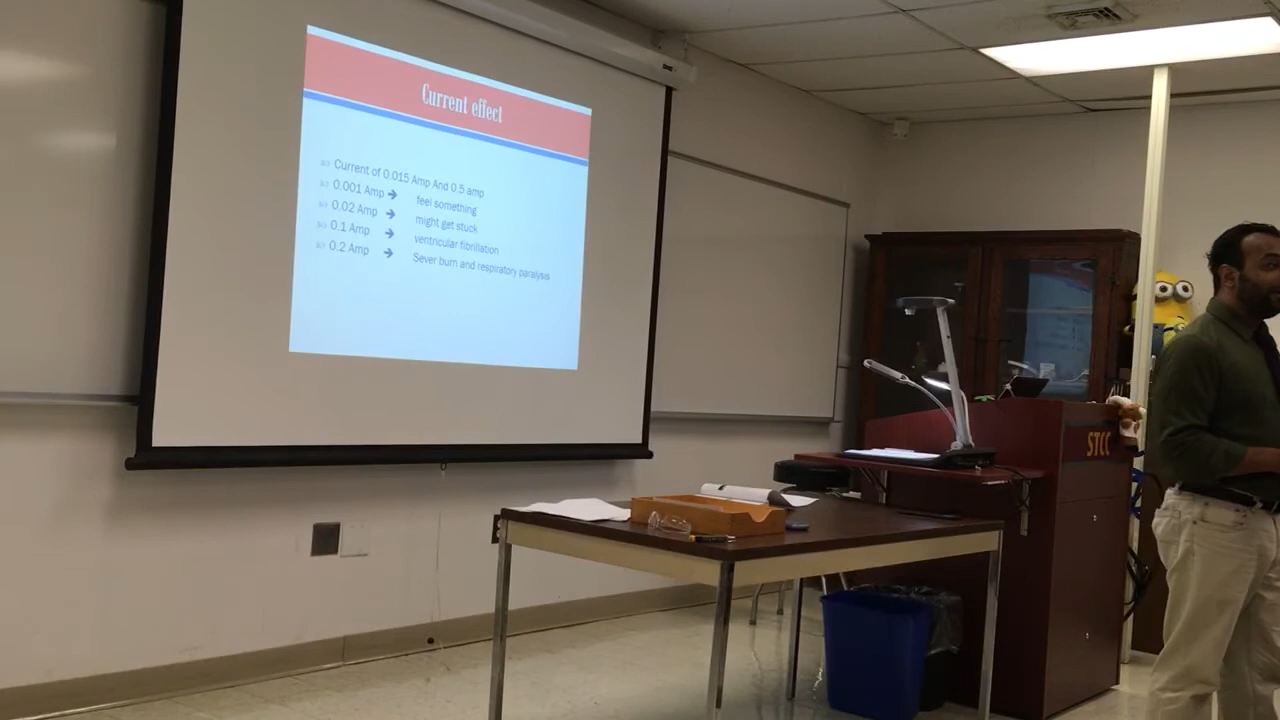 Current effect
Current of 0.015 Amp And 0.5 amp
0.001 Amp → feel something
0.02 Amp → might get stuck
0.1 Amp → ventricular fibrillation
0.2 Amp → Sever burn and respiratory paralysis
STCC